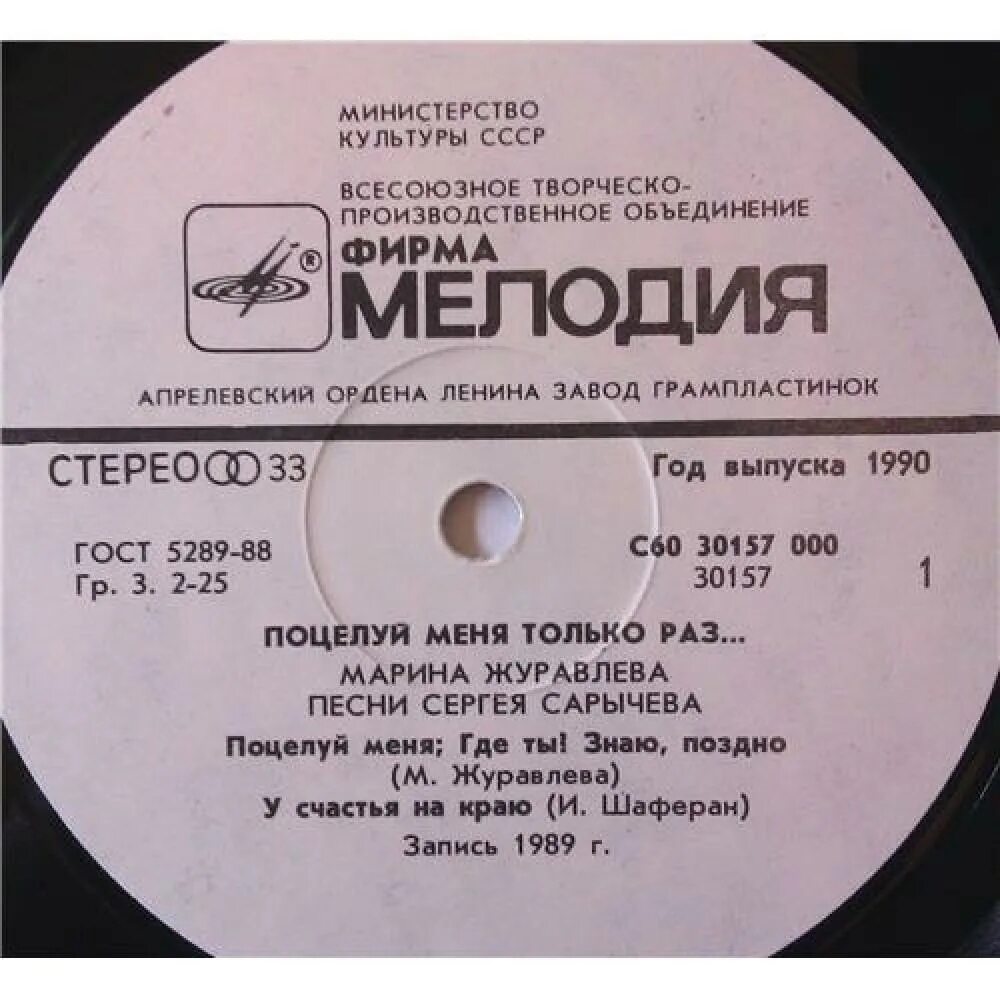 МИНИСТЕРСТВО
КУЛЬТУРЫ СССР
ВСЕСОЮЗНОЕ ТВОРЧЕСКО-
ПРОИЗВОДСТВЕННОЕ ОБЪЕДИНЕНИЕ
®
ФИРМА
МЕЛОДИЯ
АПРЕЛЕВСКИЙ ОРДЕНА ЛЕНИНА ЗАВОД ГРАМПЛАСТИНОК
СТЕРЕО 33
Год выпуска 1990
ГОСТ 5289-88
Гр. 3. 2-25
С60 30157 000
30157
1
ПОЦЕЛУЙ МЕНЯ ТОЛЬКО РАЗ...
МАРИНА ЖУРАВЛЕВА
ПЕСНИ СЕРГЕЯ САРЫЧЕВА
Поцелуй меня; Где ты! Знаю, поздно
(М. Журавлева)
У счастья на краю (И. Шаферан)
Запись 1989 г.